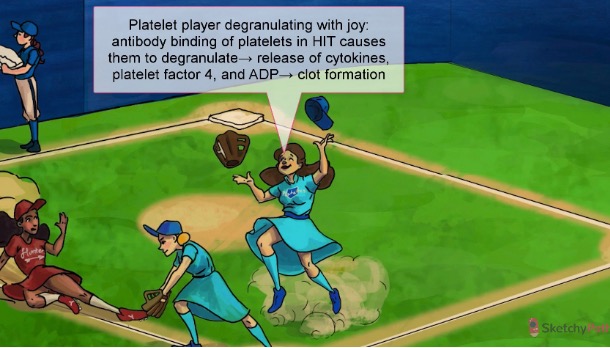 Platelet player degranulating with joy:
antibody binding of platelets in HIT causes
them to degranulate→ release of cytokines,
platelet factor 4, and ADP→ clot formation